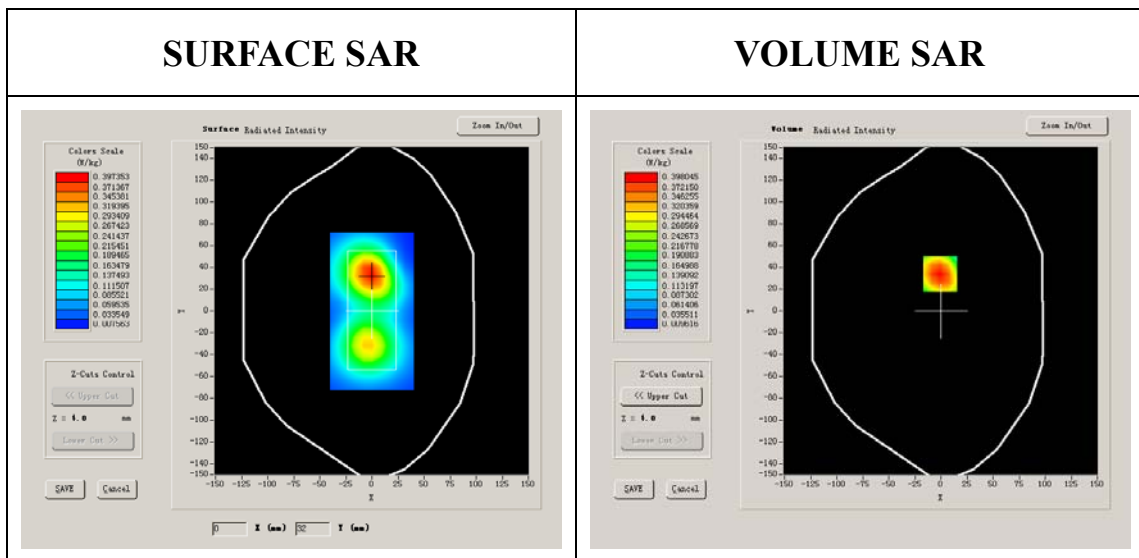 SURFACE SAR
VOLUME SAR
Surface Radiated Intensity
Zoom In/Out
Colors Scale
(W/kg)
0.397353
0.371367
0.345381
0.319395
0.293409
0.267423
0.241437
0.215451
0.189465
0.163479
0.137493
0.111507
0.085521
0.059535
0.033549
0.007563
150
140
120
100
80
60
40
20
0
-20
-40
-60
-80
-100
-120
-140
-150
Y
-150 -125 -100 -75 -50 -25 0 25 50 75 100 125 150
X
Z-Cuts Control
<< Upper Cut
Z = 4.0 mm
Lower Cut >>
SAVE
Cancel
0 X (mm) 32 Y (mm)
Volume Radiated Intensity
Zoom In/Out
Colors Scale
(W/kg)
0.398045
0.372150
0.346255
0.320359
0.294464
0.268569
0.242673
0.216778
0.190883
0.164988
0.139092
0.113197
0.087302
0.061406
0.035511
0.009616
150
140
120
100
80
60
40
20
0
-20
-40
-60
-80
-100
-120
-140
-150
Y
-150 -125 -100 -75 -50 -25 0 25 50 75 100 125 150
X
Z-Cuts Control
<< Upper Cut
Z = 4.0 mm
Lower Cut >>
SAVE
Cancel